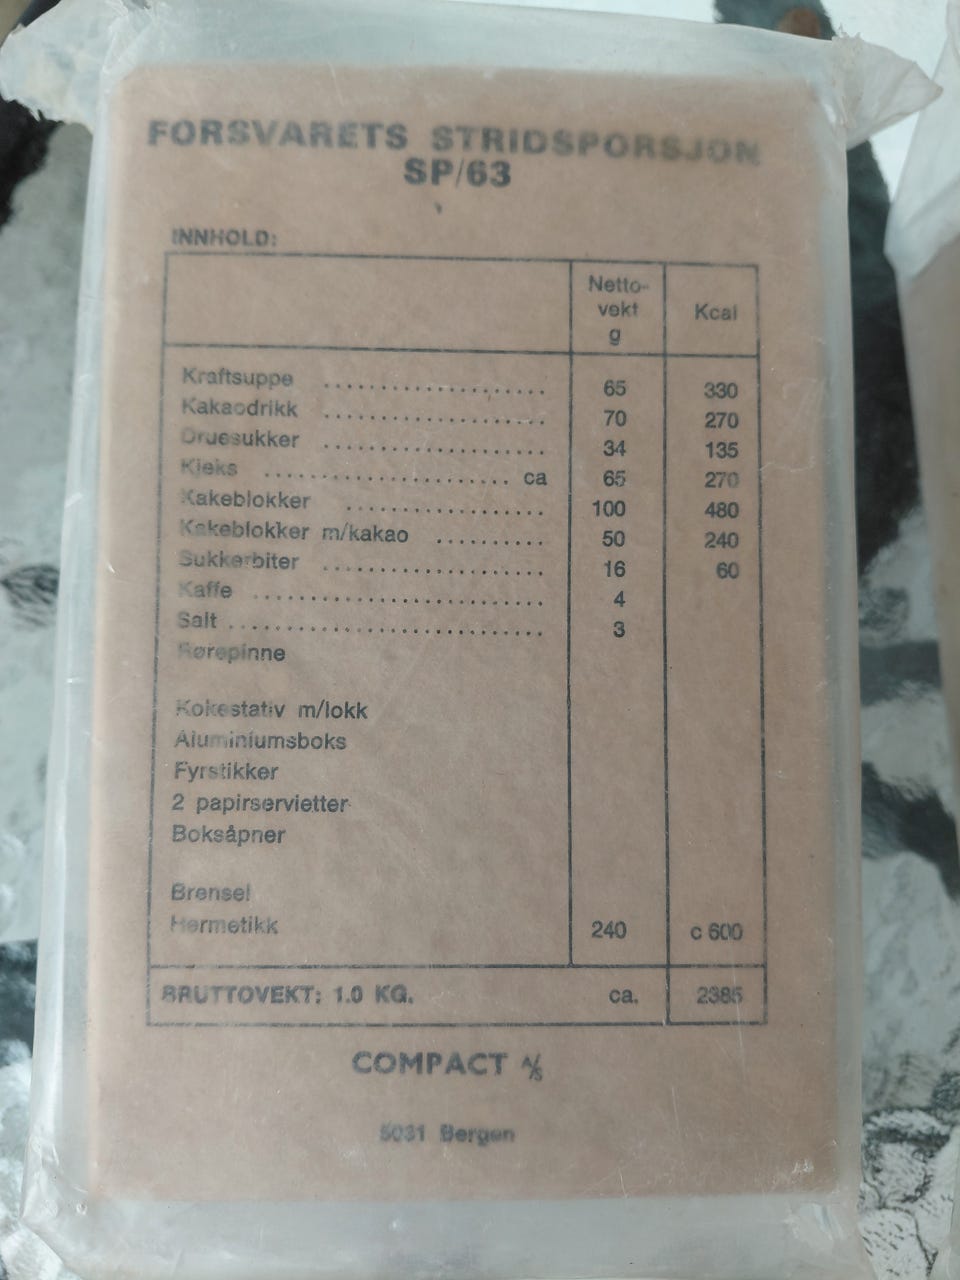 FORSVARETS STRIDSPORSJON
SP/63
INNHOLD:
Netto-
vekt
g
Kcal
Kraftsuppe ...................... 65 330
Kakaodrikk ...................... 70 270
Druesukker ...................... 34 135
Kjeks ........................ ca 65 270
Kakeblokker .................... 100 480
Kakeblokker m/kakao .......... 50 240
Sukkerbiter ...................... 16 60
Kaffe ............................. 4
Salt ............................... 3
Rørepinne
Kokestativ m/lokk
Aluminiumsboks
Fyrstikker
2 papirservietter
Boksåpner
Brensel
Hermetikk 240 c 600
BRUTTOVEKT: 1.0 KG. ca. 2385
COMPACT A/S
5031 Bergen